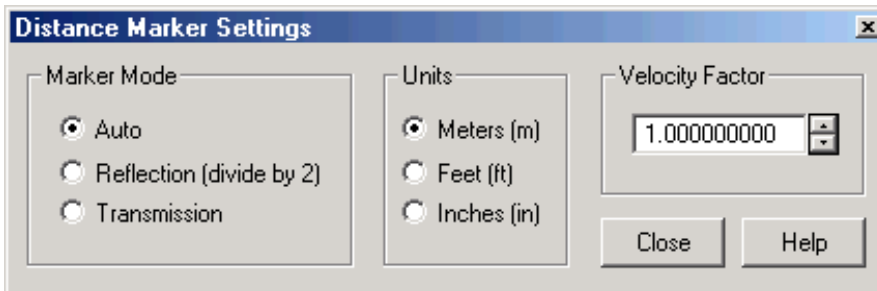 Distance Marker Settings
Marker Mode
Auto
Reflection (divide by 2)
Transmission
Units
Meters (m)
Feet (ft)
Inches (in)
Velocity Factor
1.000000000
Close
Help